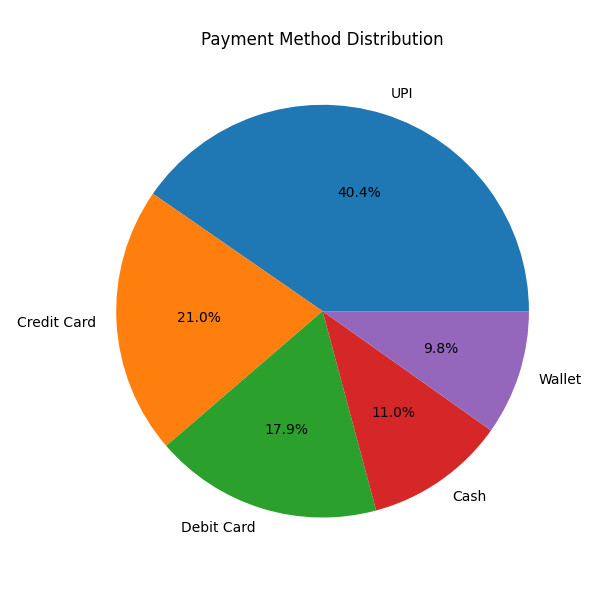 Payment Method Distribution
UPI
40.4%
Credit Card
21.0%
9.8%
Wallet
11.0%
17.9%
Cash
Debit Card